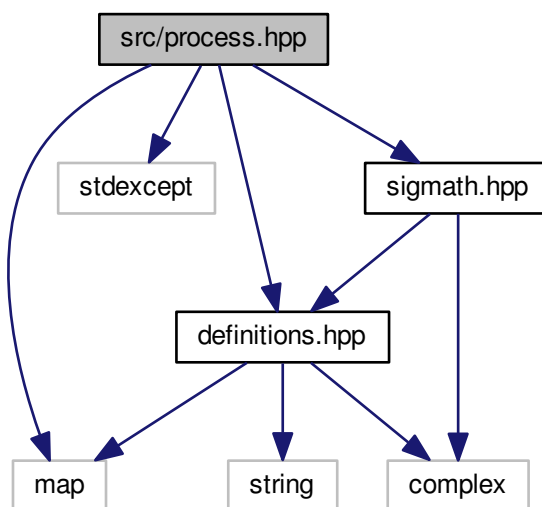 src/process.hpp
stdexcept
sigmath.hpp
definitions.hpp
map
string
complex